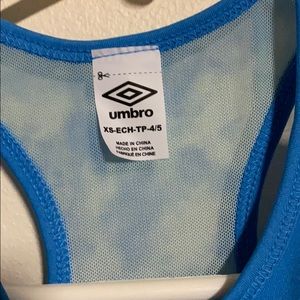 umbro
XS-ECH-TP-4/5
MADE IN CHINA
HECHO EN CHINA
FABRIQUÉ EN CHINE